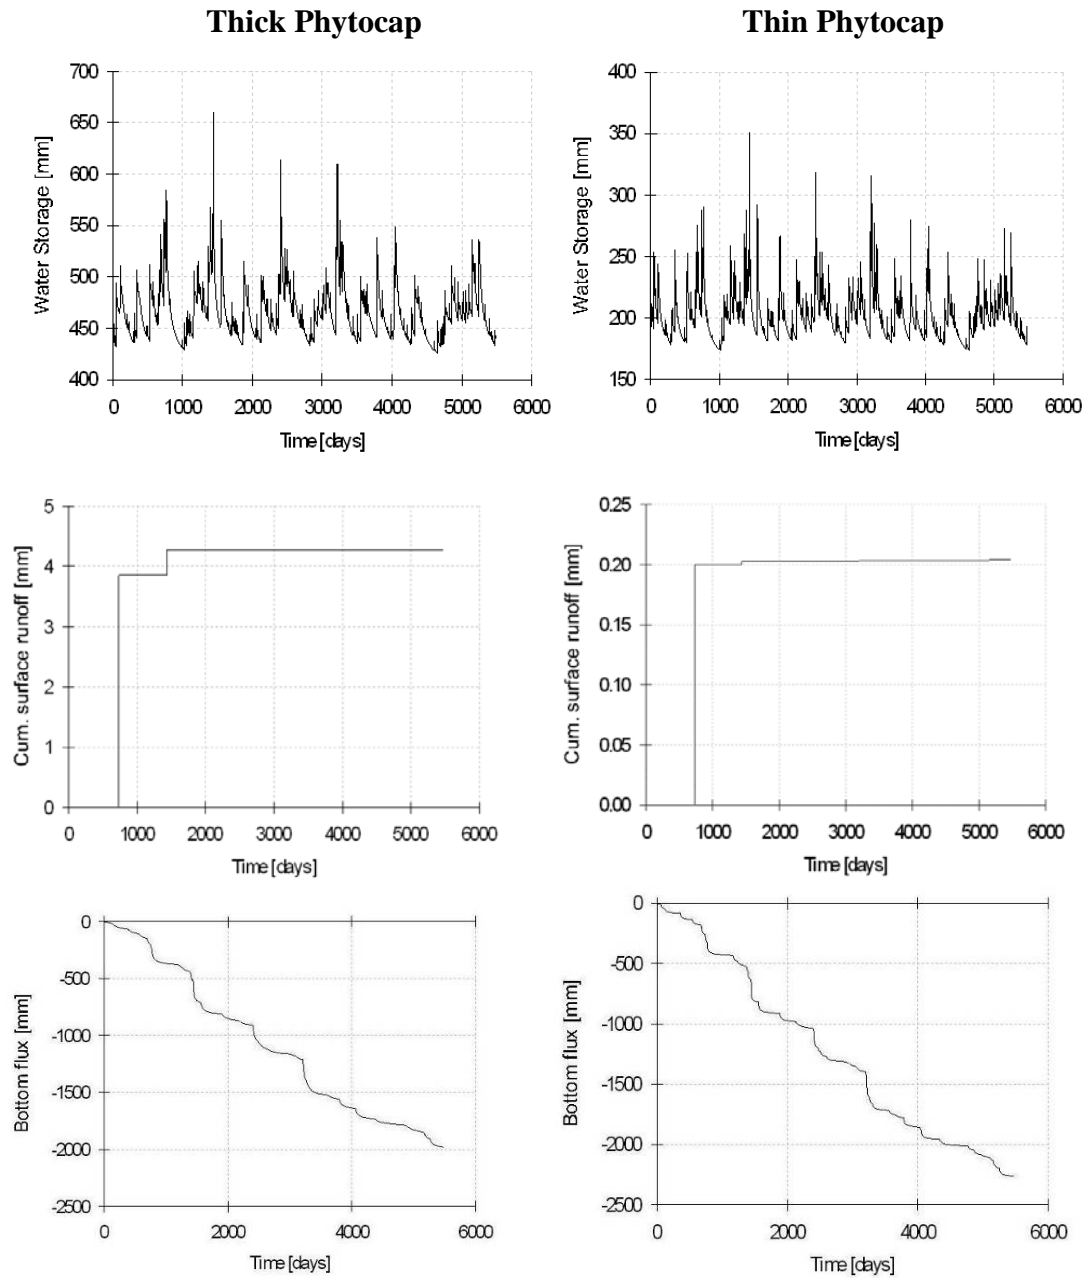 Thick Phytocap
Thin Phytocap
Water Storage [mm]
700
650
600
550
500
450
400
0 1000 2000 3000 4000 5000 6000
Time [days]
Water Storage [mm]
400
350
300
250
200
150
0 1000 2000 3000 4000 5000 6000
Time [days]
Cum. surface runoff [mm]
5
4
3
2
1
0
0 1000 2000 3000 4000 5000 6000
Time [days]
Cum. surface runoff [mm]
0.25
0.20
0.15
0.10
0.05
0.00
0 1000 2000 3000 4000 5000 6000
Time [days]
Bottom flux [mm]
0
-500
-1000
-1500
-2000
-2500
0 2000 4000 6000
Time [days]
Bottom flux [mm]
0
-500
-1000
-1500
-2000
-2500
0 2000 4000 6000
Time [days]